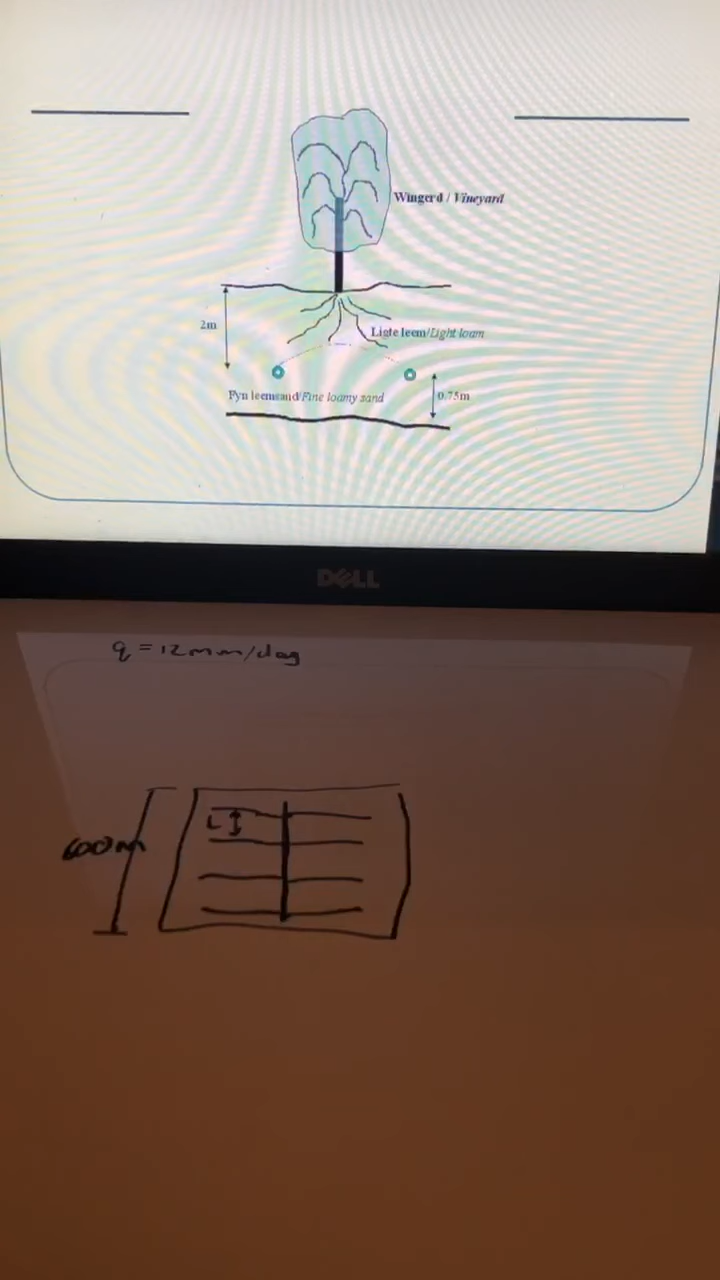 Wingerd / Vineyard
2m
Ligte leem/Light loam
Fyn leemsand/Fine loamy sand
0.75m
DELL
q = 12mm/dag
L
600m